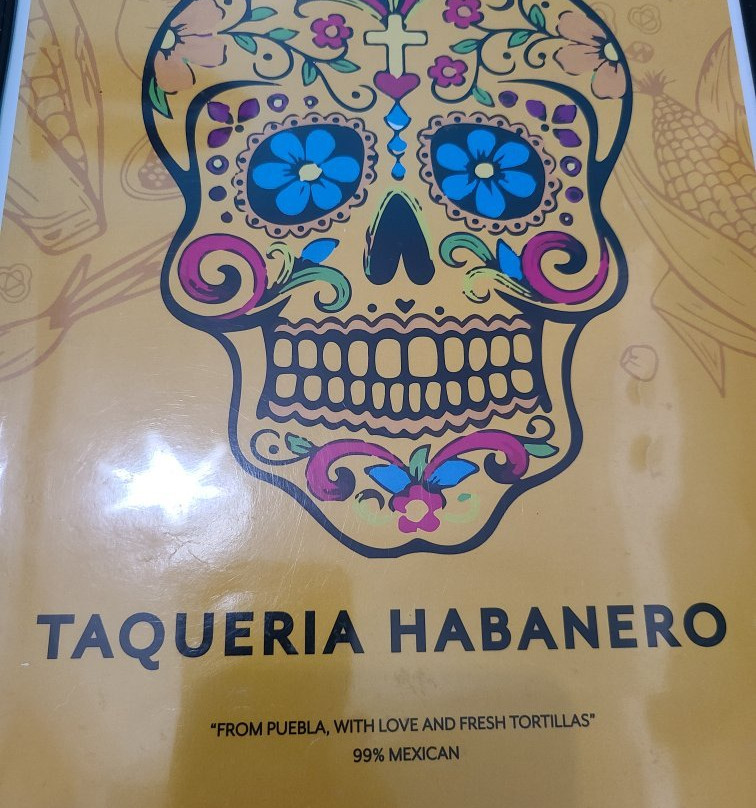 TAQUERIA HABANERO
"FROM PUEBLA, WITH LOVE AND FRESH TORTILLAS"
99% MEXICAN